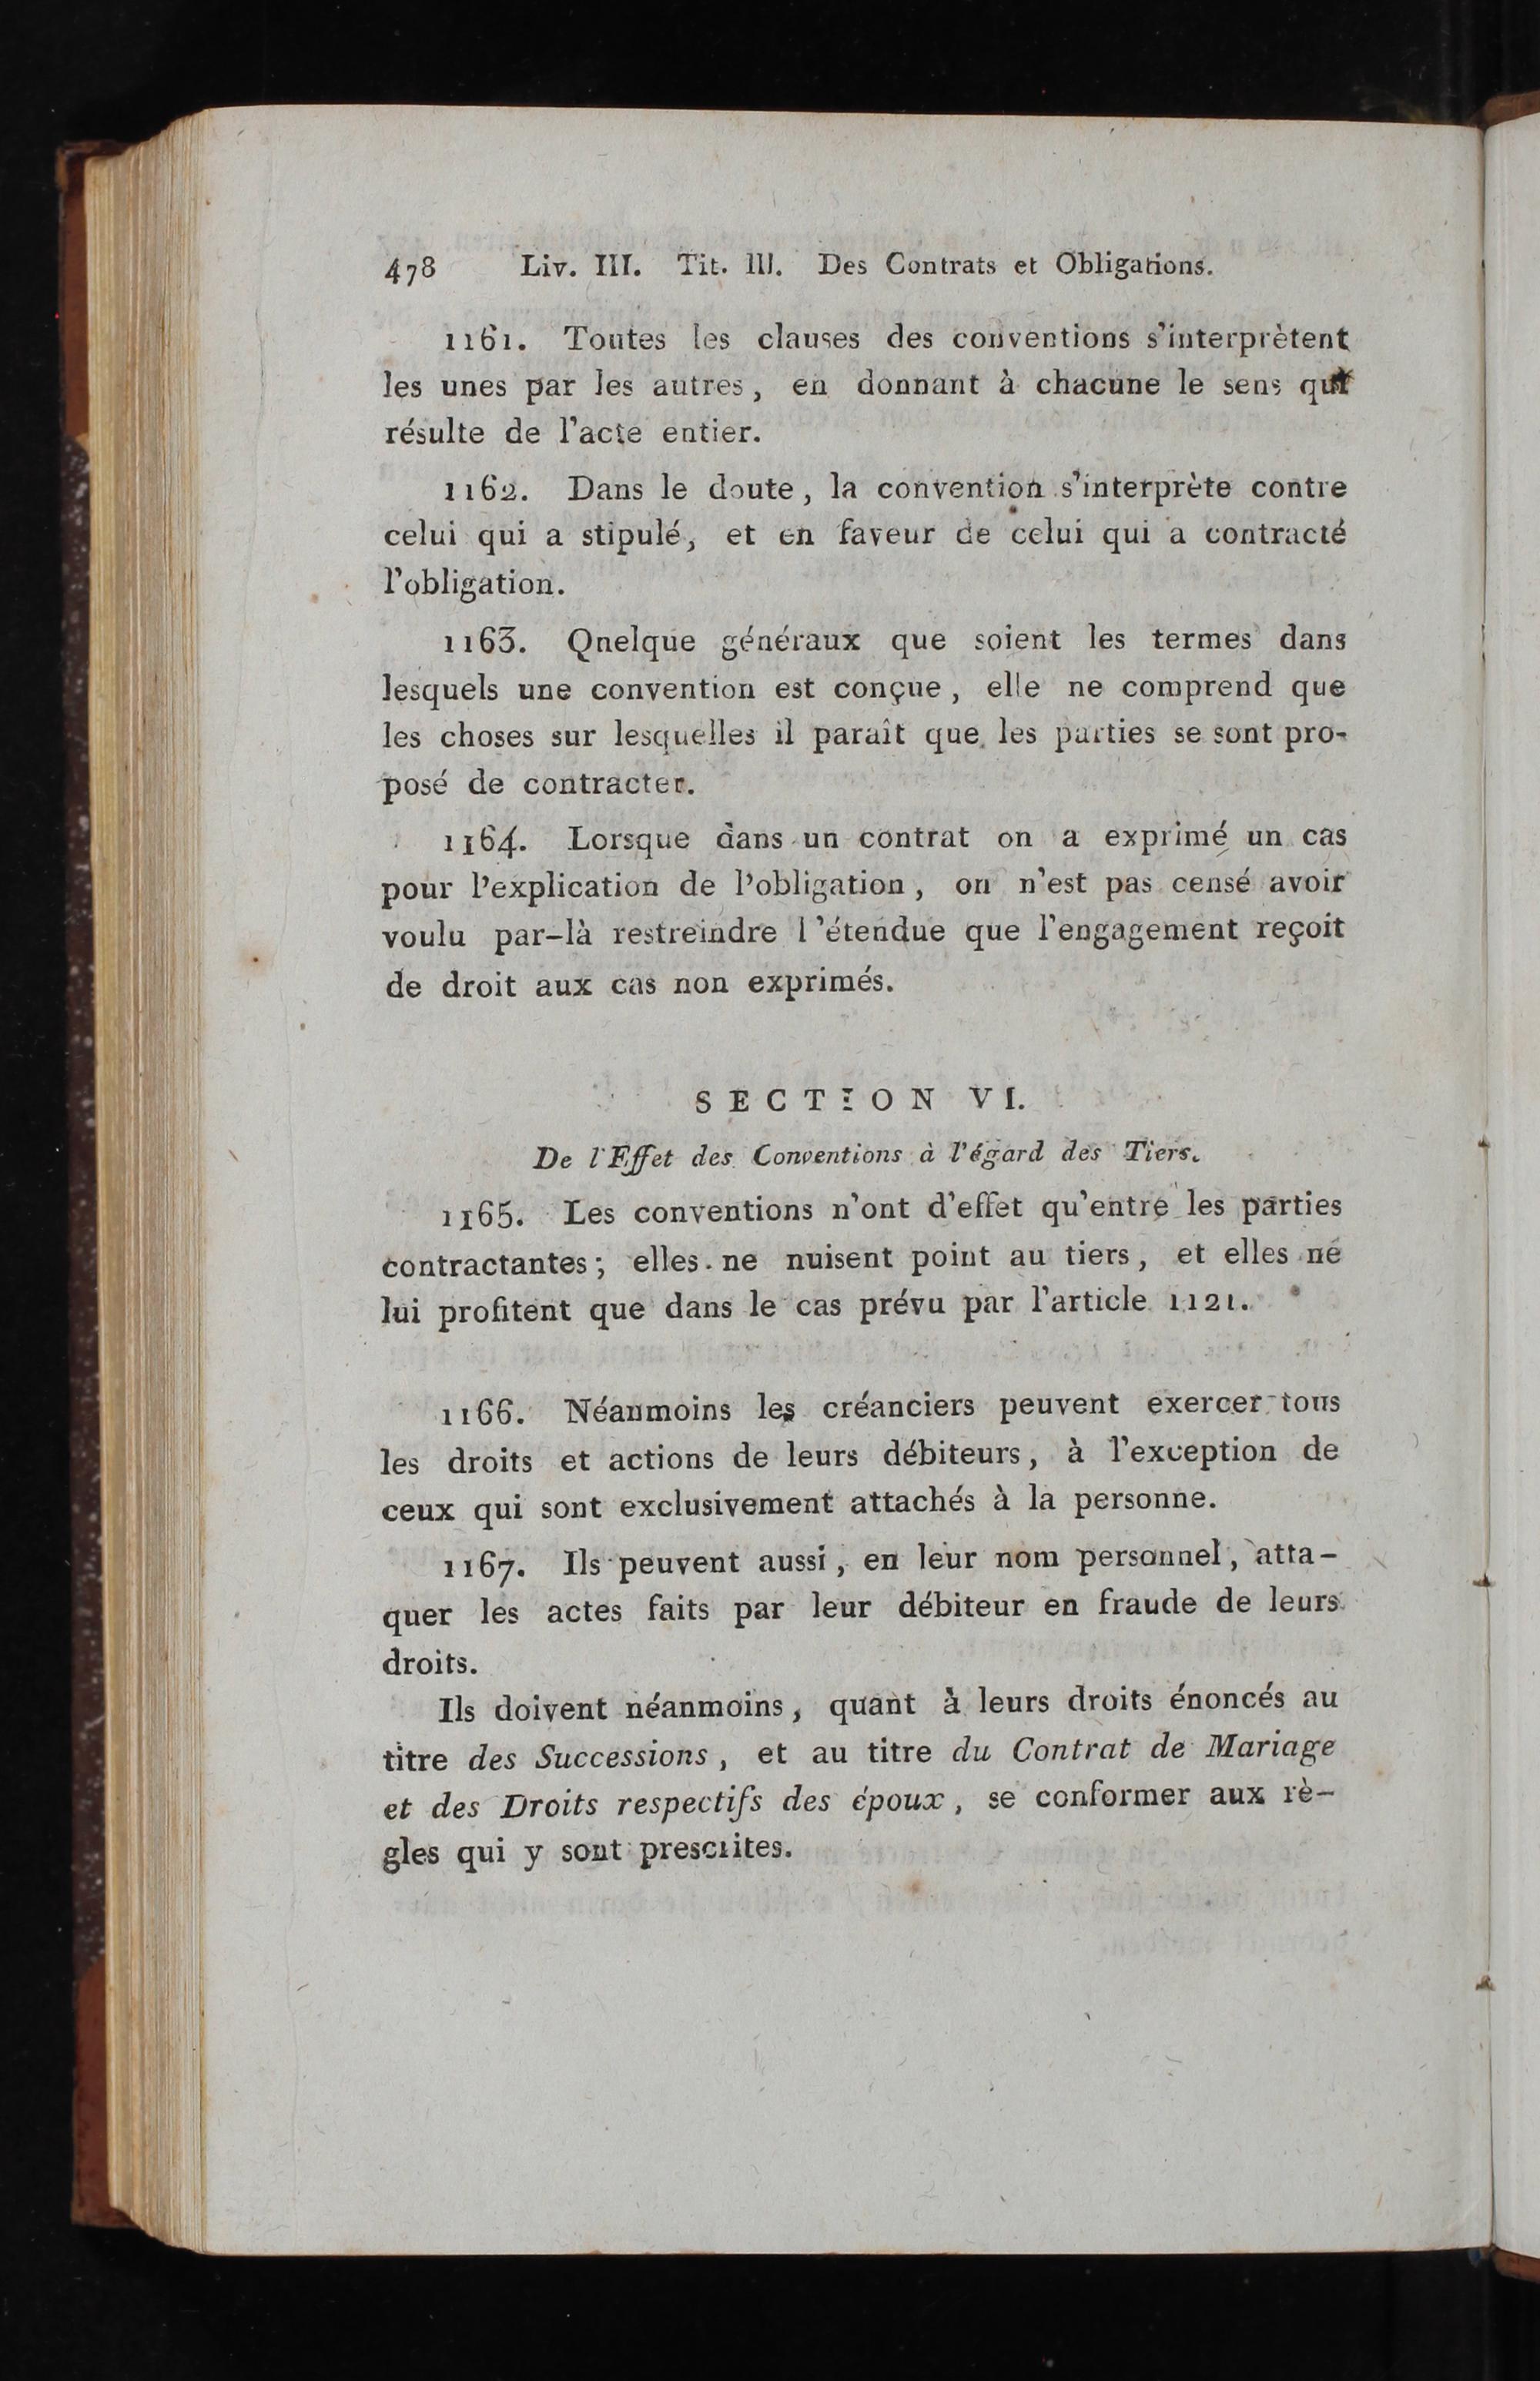 478 Liv. III. Tit. III. Des Contrats et Obligations.
1161. Toutes les clauses des conventions s'interprètent
les unes par les autres, en donnant à chacune le sens qui
résulte de l'acte entier.
1162. Dans le doute, la convention s'interprète contre
celui qui a stipulé, et en faveur de celui qui a contracté
l'obligation.
1163. Qnelque généraux que soient les termes dans
lesquels une convention est conçue, elle ne comprend que
les choses sur lesquelles il paraît que les parties se sont pro-
posé de contracter.
1164. Lorsque dans un contrat on a exprimé un cas
pour l'explication de l'obligation, on n'est pas censé avoir
voulu par-là restreindre l'étendue que l'engagement reçoit
de droit aux cas non exprimés.
SECTION VI.
De l'Effet des Conventions à l'égard des Tiers.
1165. Les conventions n'ont d'effet qu'entre les parties
contractantes; elles ne nuisent point au tiers, et elles ne
lui profitent que dans le cas prévu par l'article 1121.
1166. Néanmoins les créanciers peuvent exercer tous
les droits et actions de leurs débiteurs, à l'exception de
ceux qui sont exclusivement attachés à la personne.
1167. Ils peuvent aussi, en leur nom personnel, atta-
quer les actes faits par leur débiteur en fraude de leurs
droits.
Ils doivent néanmoins, quant à leurs droits énoncés au
titre des Successions, et au titre du Contrat de Mariage
et des Droits respectifs des époux, se conformer aux rè-
gles qui y sont prescrites.